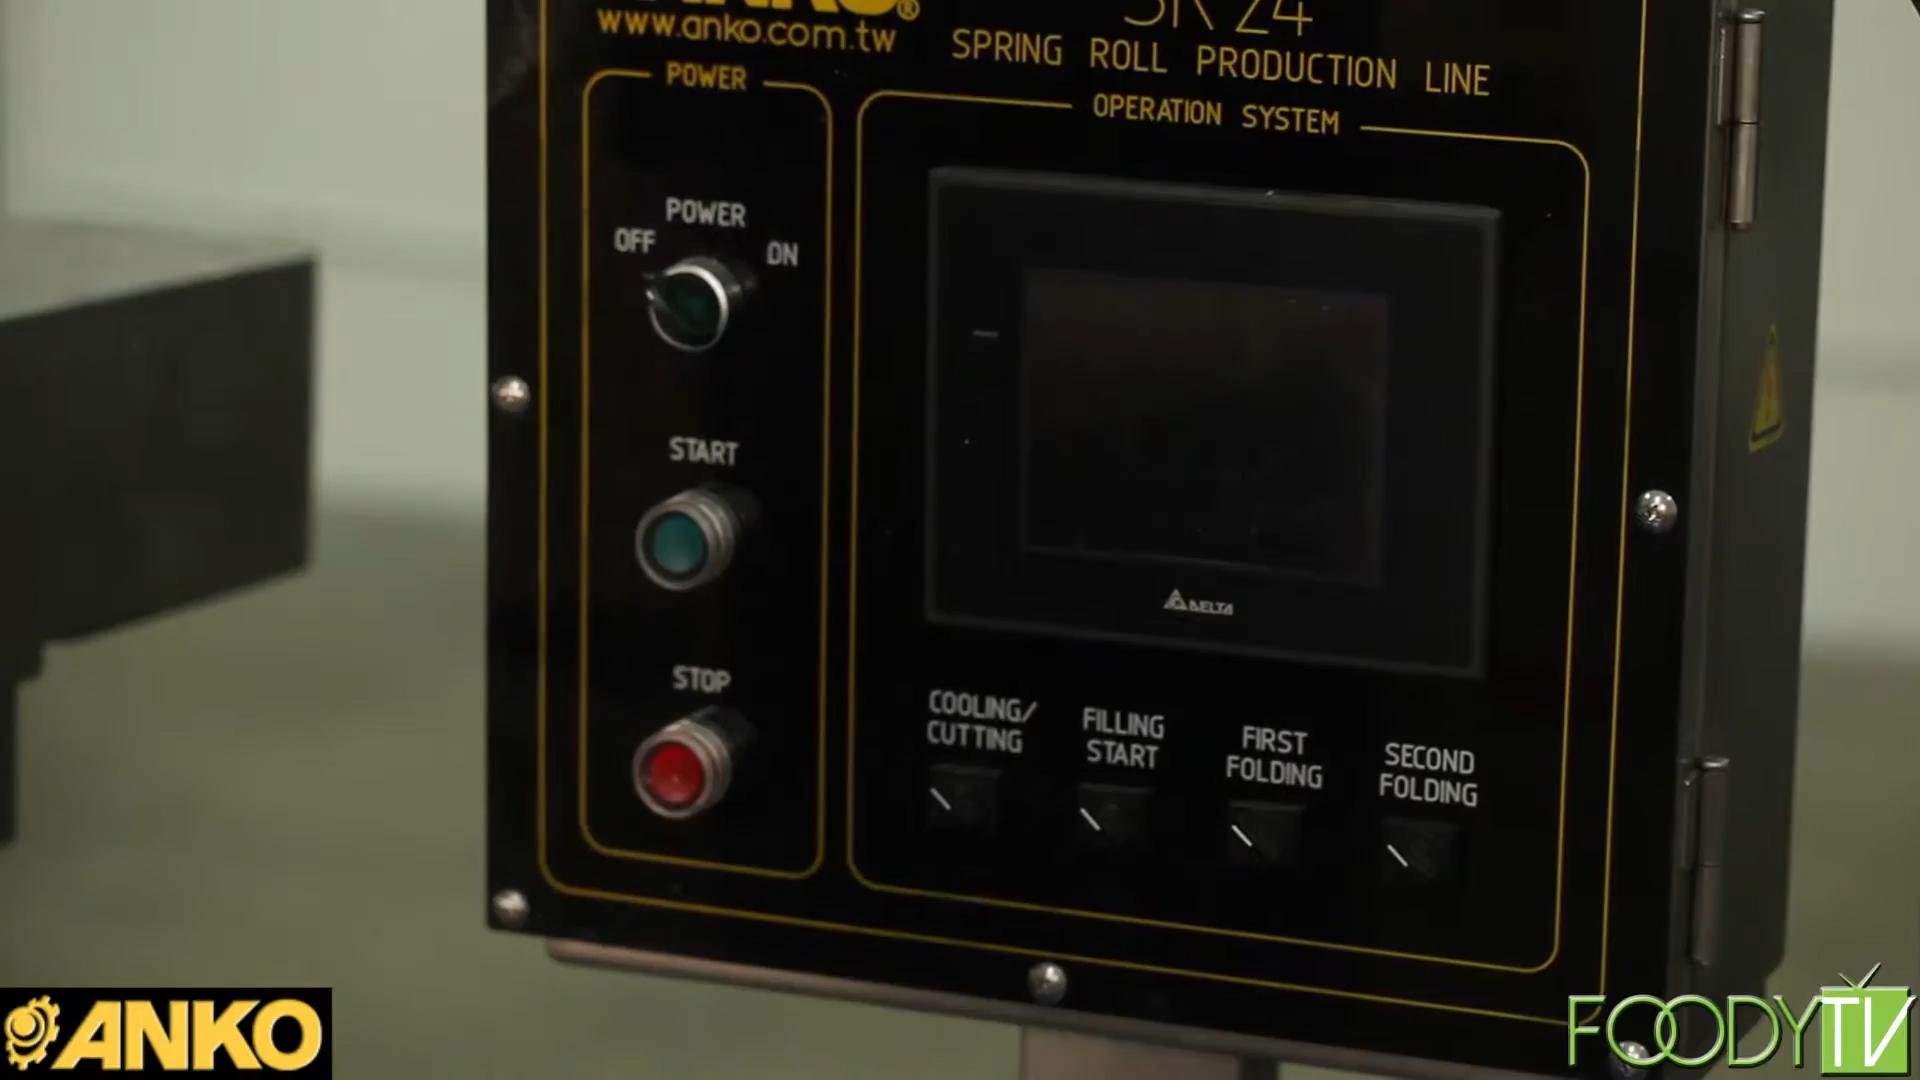 ANKO®
www.anko.com.tw
SR 24
SPRING ROLL PRODUCTION LINE
POWER
OPERATION SYSTEM
POWER
OFF
ON
START
STOP
DELTA
COOLING/
CUTTING
FILLING
START
FIRST
FOLDING
SECOND
FOLDING
ANKO
FOODYTV